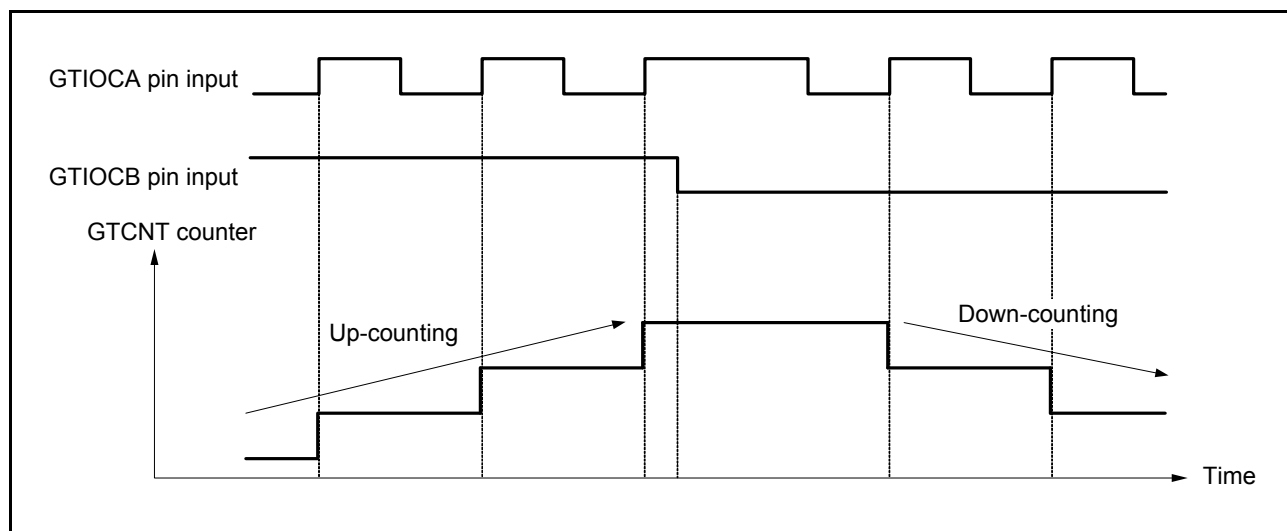 GTIOCA pin input
GTIOCB pin input
GTCNT counter
Up-counting
Down-counting
Time